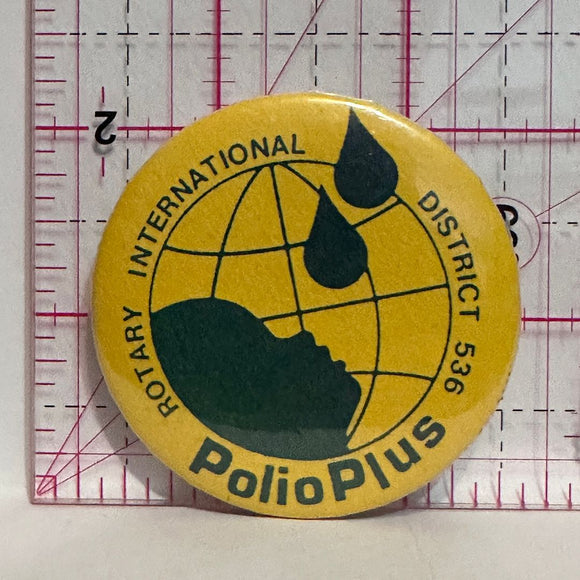 2
ROTARY INTERNATIONAL DISTRICT 536
PolioPlus